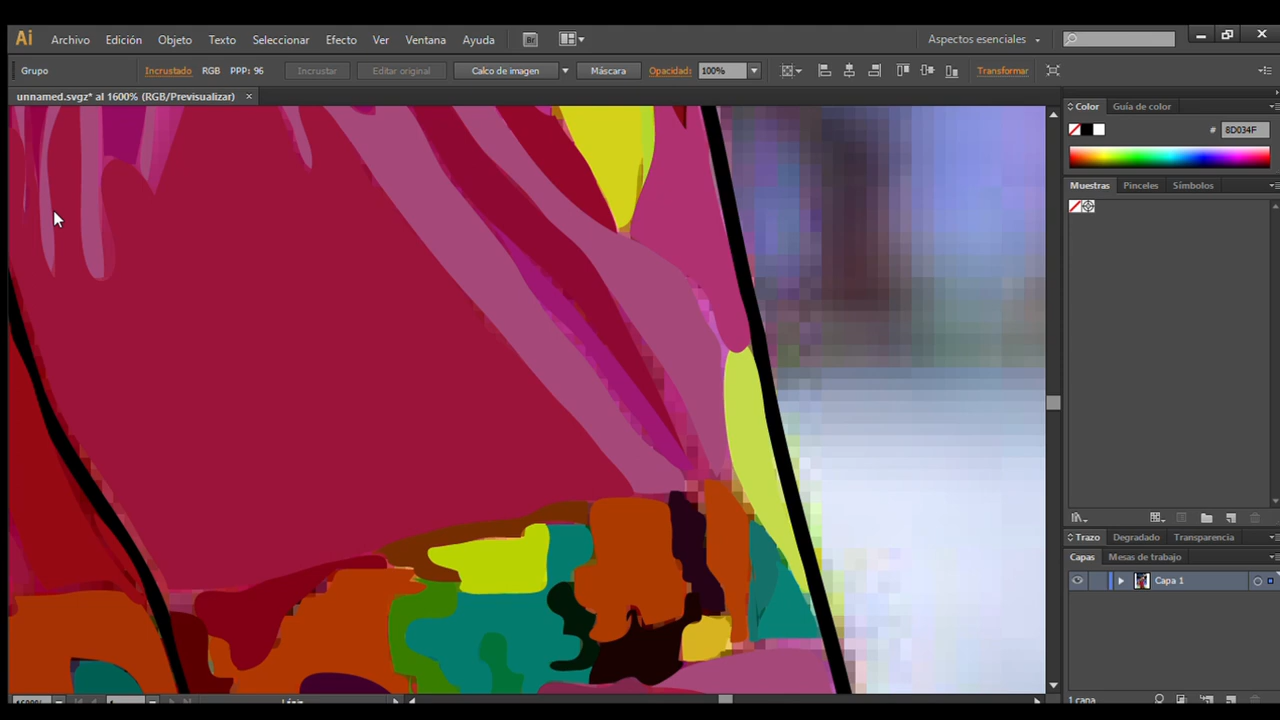 Ai Archivo Edición Objeto Texto Seleccionar Efecto Ver Ventana Ayuda Br Aspectos esenciales
Grupo Incrustado RGB PPP: 96 Incrustar Editar original Calco de imagen Máscara Opacidad: 100% Transformar
unnamed.svgz* al 1600% (RGB/Previsualizar) ×
Color Guía de color
# 8D034F
Muestras Pinceles Símbolos
Trazo Degradado Transparencia
Capas Mesas de trabajo
Capa 1
1 capa